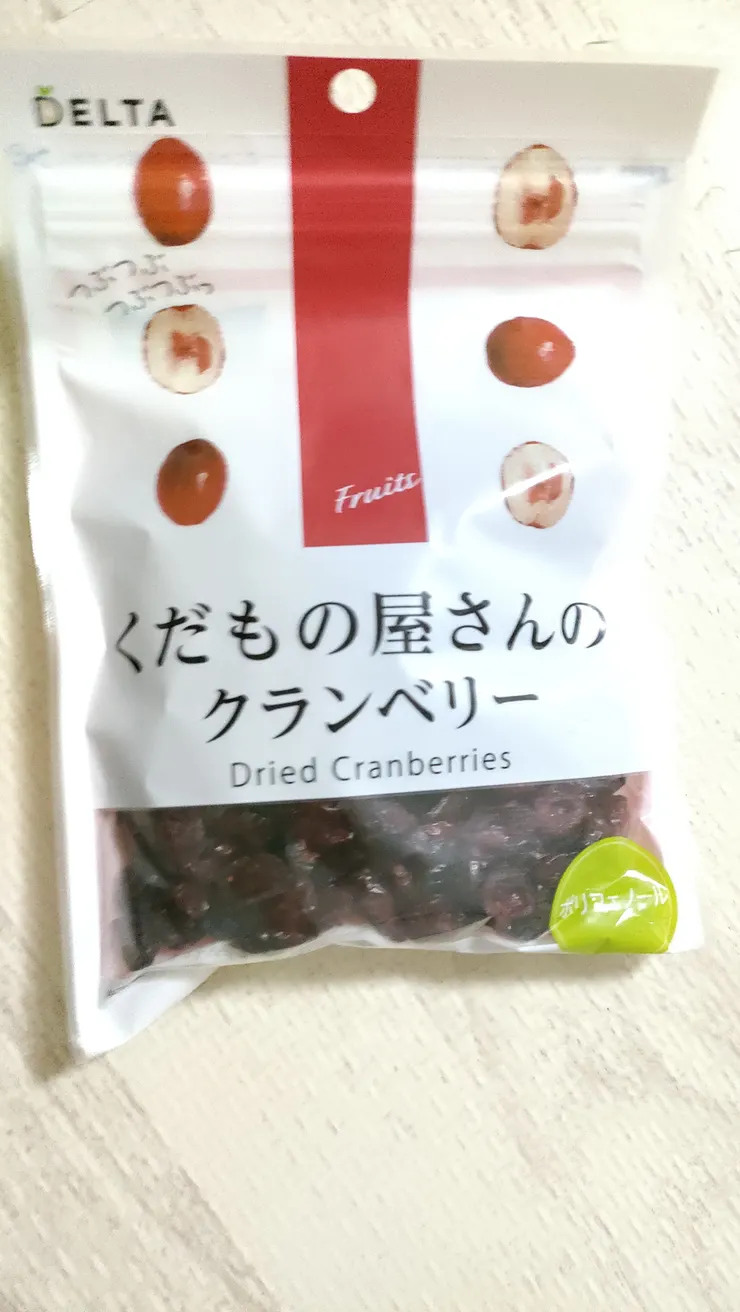 DELTA
つぶつぶ
つぶつぶっ
Fruits
くだもの屋さんの
クランベリー
Dried Cranberries
ポリフェノール